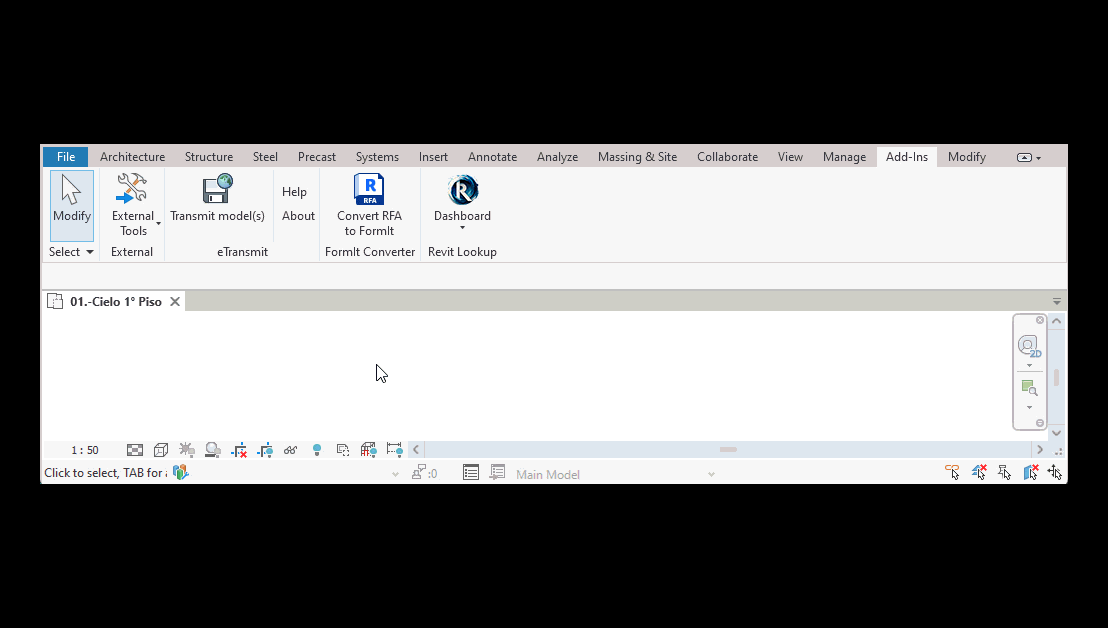 File Architecture Structure Steel Precast Systems Insert Annotate Analyze Massing & Site Collaborate View Manage Add-Ins Modify
Modify
External
Tools
Transmit model(s)
Help
About
R
RFA
Convert RFA
to FormIt
R
Dashboard
Select External eTransmit FormIt Converter Revit Lookup
01.-Cielo 1° Piso
2D
1 : 50
Click to select, TAB for
:0
Main Model